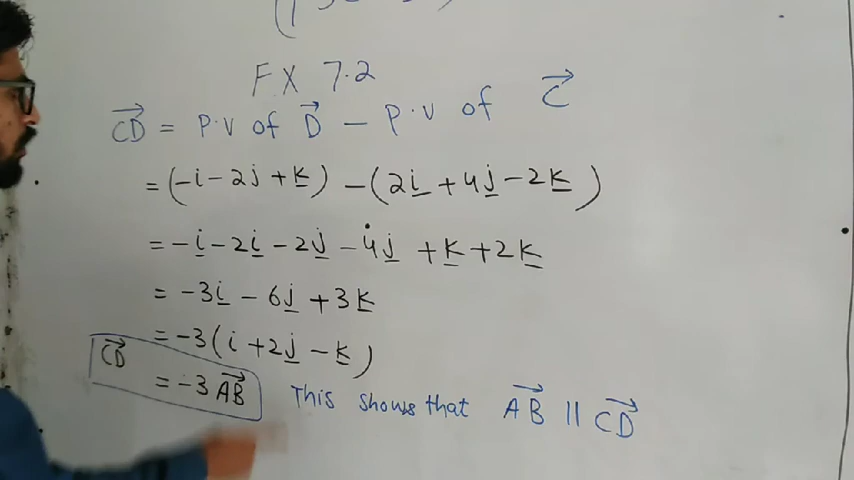 EX 7.2
CD = P.V of D - P.V of C
= (-i - 2j + k) - (2i + 4j - 2k)
= -i - 2i - 2j - 4j + k + 2k
= -3i - 6j + 3k
= -3(i + 2j - k)
CD = -3 AB This shows that AB || CD